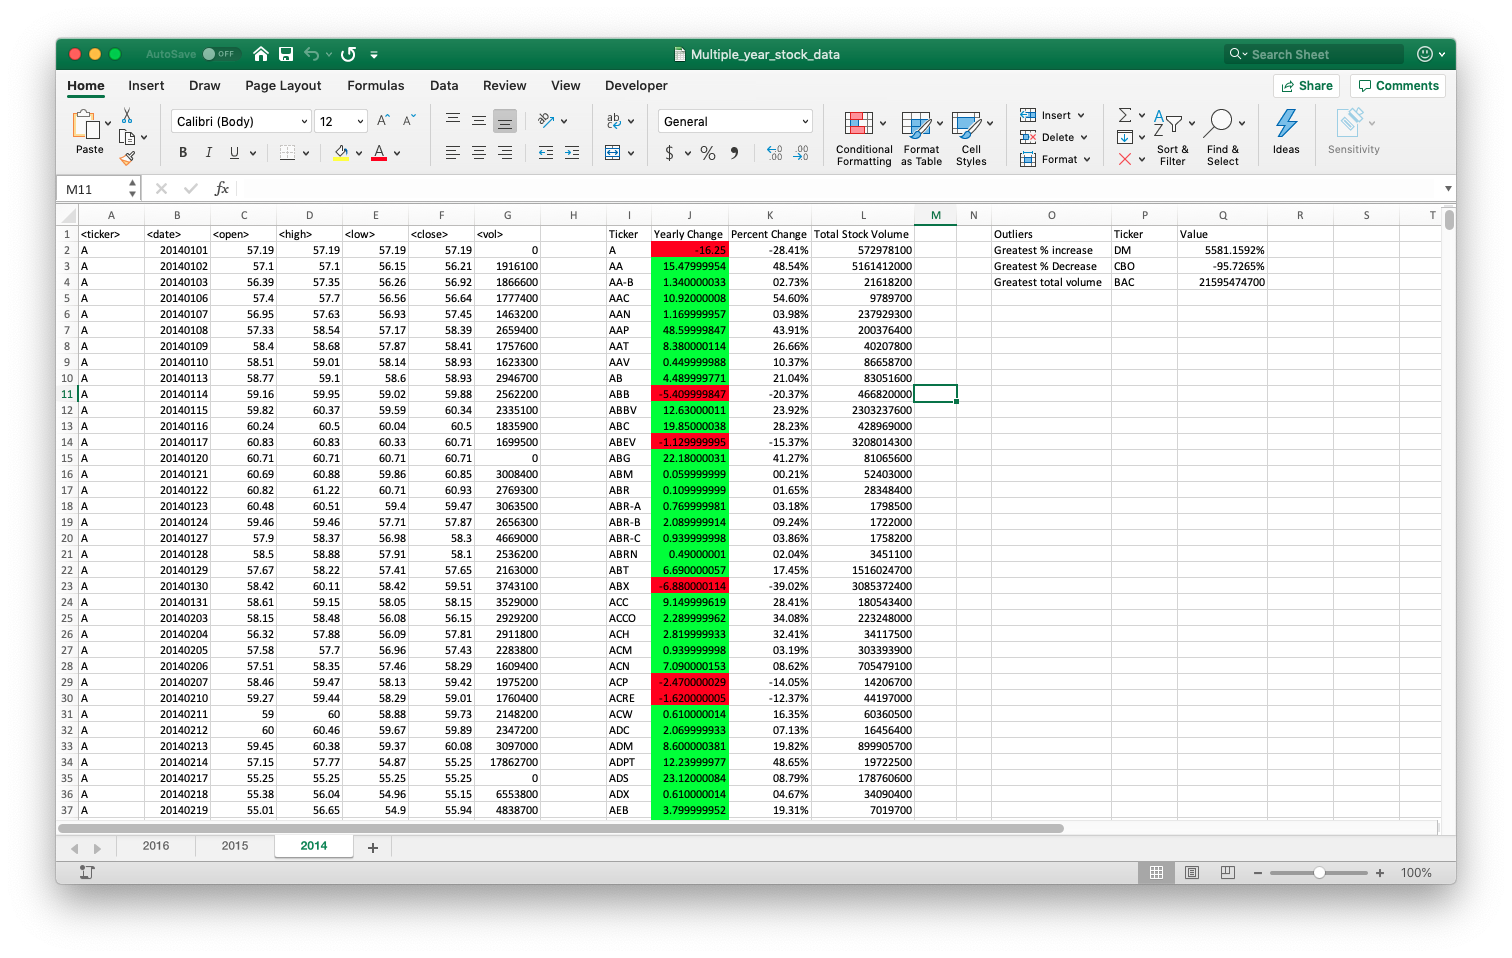 AutoSave OFF Multiple_year_stock_data Search Sheet
Home Insert Draw Page Layout Formulas Data Review View Developer Share Comments
Paste Calibri (Body) 12 A A B I U A ab c General $ % 9 .00 Conditional Formatting Format as Table Cell Styles Insert Delete Format Sort & Filter Find & Select Ideas Sensitivity
M11 fx
A B C D E F G H I J K L M N O P Q R S T
1 <ticker> <date> <open> <high> <low> <close> <vol> Ticker Yearly Change Percent Change Total Stock Volume Outliers Ticker Value
2 A 20140101 57.19 57.19 57.19 57.19 0 A -16.25 -28.41% 572978100 Greatest % increase DM 5581.1592%
3 A 20140102 57.1 57.1 56.15 56.21 1916100 AA 15.47999954 48.54% 5161412000 Greatest % Decrease CBO -95.7265%
4 A 20140103 56.39 57.35 56.26 56.92 1866600 AA-B 1.340000033 02.73% 21618200 Greatest total volume BAC 21595474700
5 A 20140106 57.4 57.7 56.56 56.64 1777400 AAC 10.92000008 54.60% 9789700
6 A 20140107 56.95 57.63 56.93 57.45 1463200 AAN 1.169999957 03.98% 237929300
7 A 20140108 57.33 58.54 57.17 58.39 2659400 AAP 48.59999847 43.91% 200376400
8 A 20140109 58.4 58.68 57.87 58.41 1757600 AAT 8.380000114 26.66% 40207800
9 A 20140110 58.51 59.01 58.14 58.93 1623300 AAV 0.449999988 10.37% 86658700
10 A 20140113 58.77 59.1 58.6 58.93 2946700 AB 4.489999771 21.04% 83051600
11 A 20140114 59.16 59.95 59.02 59.88 2562200 ABB -5.409999847 -20.37% 466820000
12 A 20140115 59.82 60.37 59.59 60.34 2335100 ABBV 12.63000011 23.92% 2303237600
13 A 20140116 60.24 60.5 60.04 60.5 1835900 ABC 19.85000038 28.23% 428969000
14 A 20140117 60.83 60.83 60.33 60.71 1699500 ABEV -1.129999995 -15.37% 3208014300
15 A 20140120 60.71 60.71 60.71 60.71 0 ABG 22.18000031 41.27% 81065600
16 A 20140121 60.69 60.88 59.86 60.85 3008400 ABM 0.059999999 00.21% 52403000
17 A 20140122 60.82 61.22 60.71 60.93 2769300 ABR 0.109999999 01.65% 28348400
18 A 20140123 60.48 60.51 59.4 59.47 3063500 ABR-A 0.769999981 03.18% 1798500
19 A 20140124 59.46 59.46 57.71 57.87 2656300 ABR-B 2.089999914 09.24% 1722000
20 A 20140127 57.9 58.37 56.98 58.3 4669000 ABR-C 0.939999998 03.86% 1758200
21 A 20140128 58.5 58.88 57.91 58.1 2536200 ABRN 0.49000001 02.04% 3451100
22 A 20140129 57.67 58.22 57.41 57.65 2163000 ABT 6.690000057 17.45% 1516024700
23 A 20140130 58.42 60.11 58.42 59.51 3743100 ABX -6.880000114 -39.02% 3085372400
24 A 20140131 58.61 59.15 58.05 58.15 3529000 ACC 9.149999619 28.41% 180543400
25 A 20140203 58.15 58.48 56.08 56.15 2929200 ACCO 2.289999962 34.08% 223248000
26 A 20140204 56.32 57.88 56.09 57.81 2911800 ACH 2.819999933 32.41% 34117500
27 A 20140205 57.58 57.7 56.96 57.43 2283800 ACM 0.939999998 03.19% 303393900
28 A 20140206 57.51 58.35 57.46 58.29 1609400 ACN 7.090000153 08.62% 705479100
29 A 20140207 58.46 59.47 58.13 59.42 1975200 ACP -2.470000029 -14.05% 14206700
30 A 20140210 59.27 59.44 58.29 59.01 1760400 ACRE -1.620000005 -12.37% 44197000
31 A 20140211 59 60 58.88 59.73 2148200 ACW 0.610000014 16.35% 60360500
32 A 20140212 60 60.46 59.67 59.89 2347200 ADC 2.069999933 07.13% 16456400
33 A 20140213 59.45 60.38 59.37 60.08 3097000 ADM 8.600000381 19.82% 899905700
34 A 20140214 57.15 57.77 54.87 55.25 17862700 ADPT 12.23999977 48.65% 19722500
35 A 20140217 55.25 55.25 55.25 55.25 0 ADS 23.12000084 08.79% 178760600
36 A 20140218 55.38 56.04 54.96 55.15 6553800 ADX 0.610000014 04.67% 34090400
37 A 20140219 55.01 56.65 54.9 55.94 4838700 AEB 3.799999952 19.31% 7019700
2016 2015 2014 +
100%